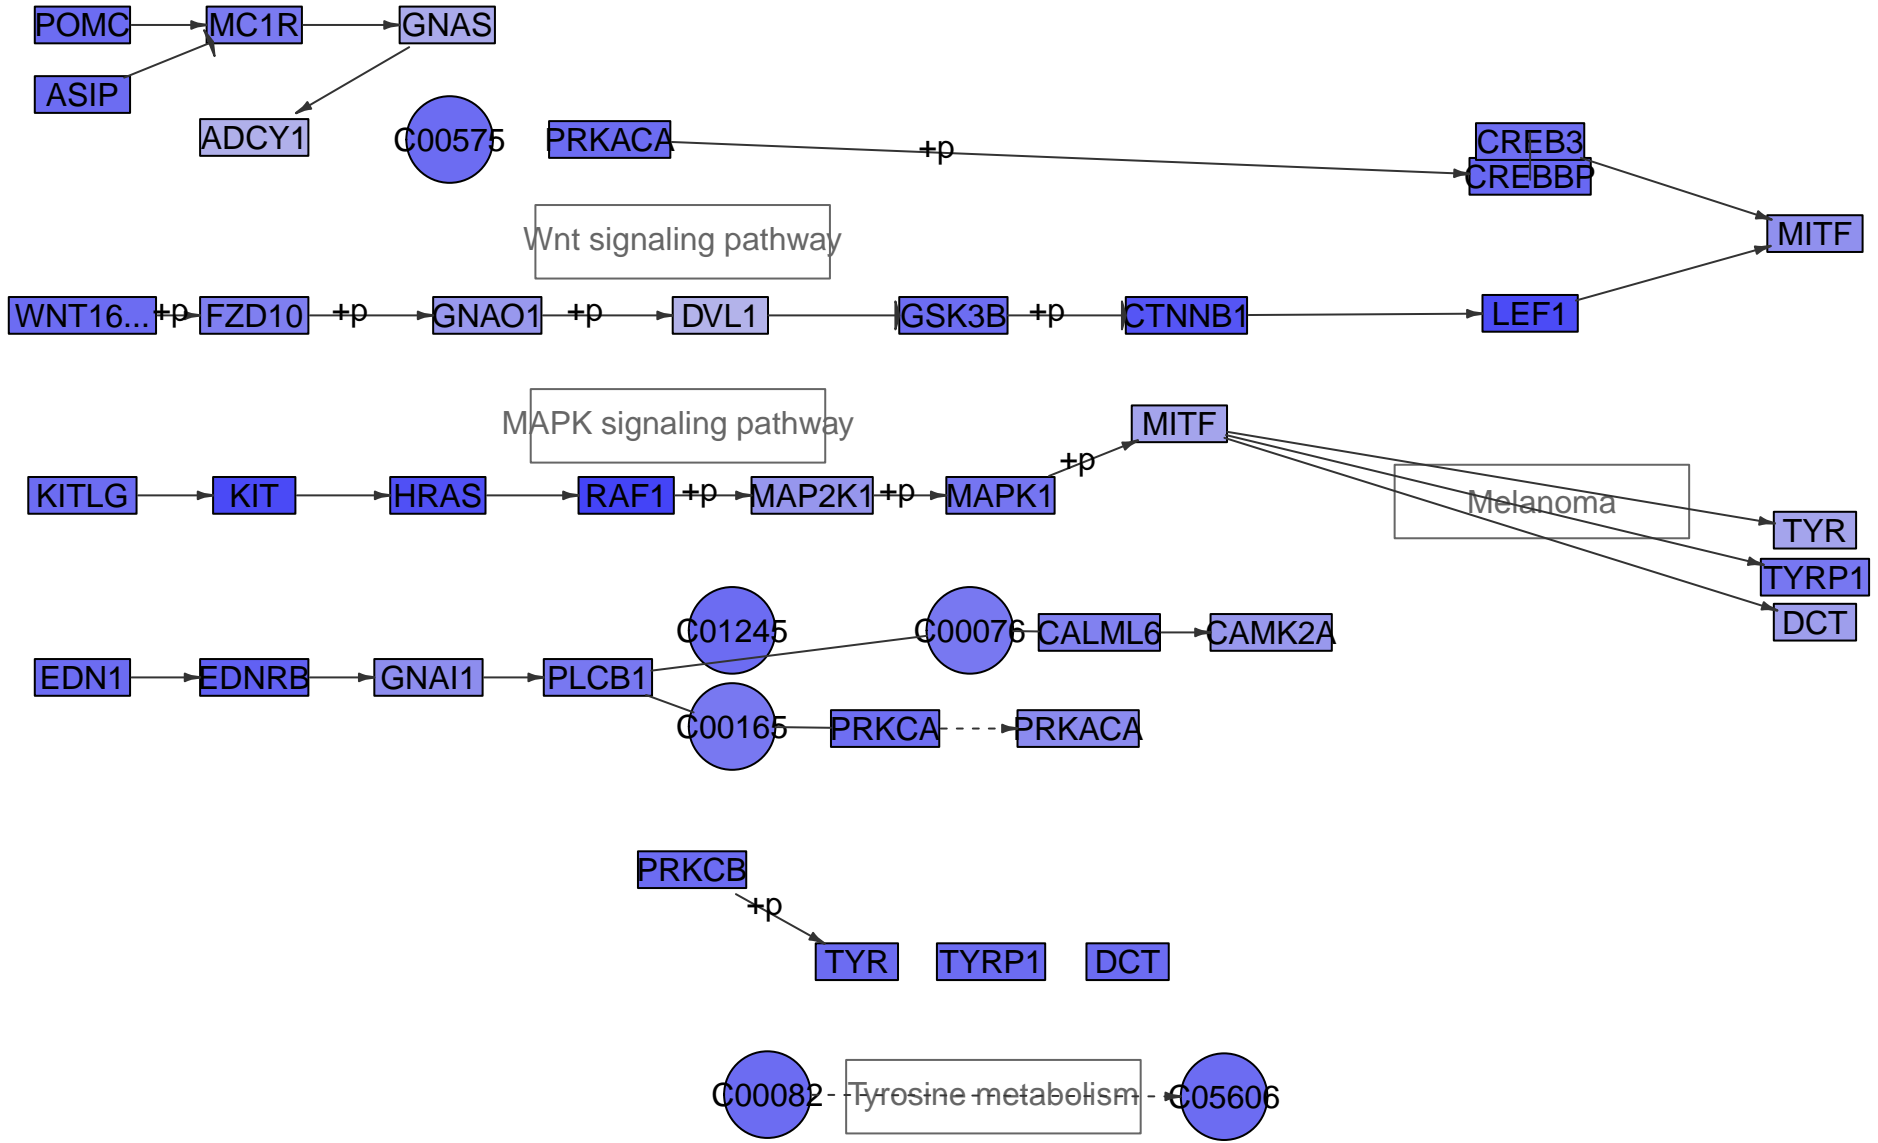 POMC
MC1R
GNAS
ASIP
ADCY1
C00575
PRKACA
+p
CREB3
CREBBP
MITF
Wnt signaling pathway
WNT16...
+p
FZD10
+p
GNAO1
+p
DVL1
GSK3B
+p
CTNNB1
LEF1
MAPK signaling pathway
MITF
+p
KITLG
KIT
HRAS
RAF1
+p
MAP2K1
+p
MAPK1
Melanoma
TYR
TYRP1
DCT
C01245
C00076
CALML6
CAMK2A
EDN1
EDNRB
GNAI1
PLCB1
C00165
PRKCA
PRKACA
PRKCB
+p
TYR
TYRP1
DCT
C00082
Tyrosine metabolism
C05606